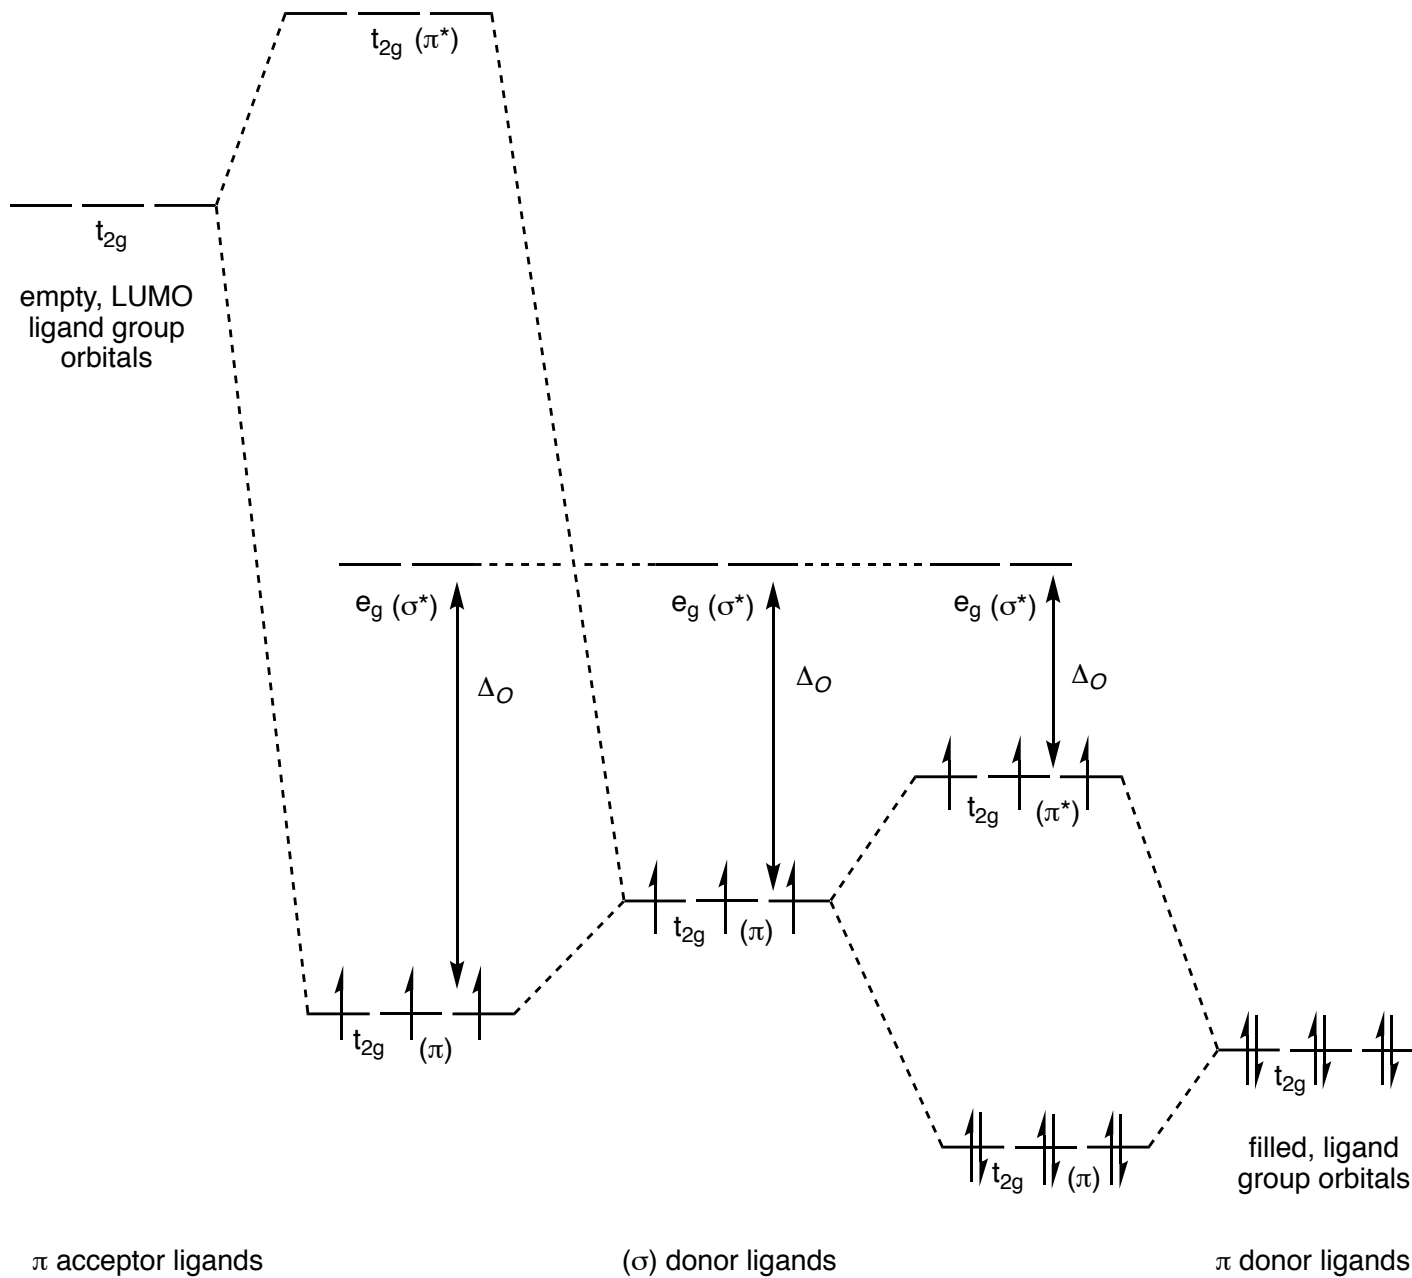 t2g (π*)
t2g
empty, LUMO
ligand group
orbitals
eg (σ*)
eg (σ*)
eg (σ*)
ΔO
ΔO
ΔO
t2g (π*)
t2g (π)
t2g (π)
t2g
t2g (π)
filled, ligand
group orbitals
π acceptor ligands
(σ) donor ligands
π donor ligands